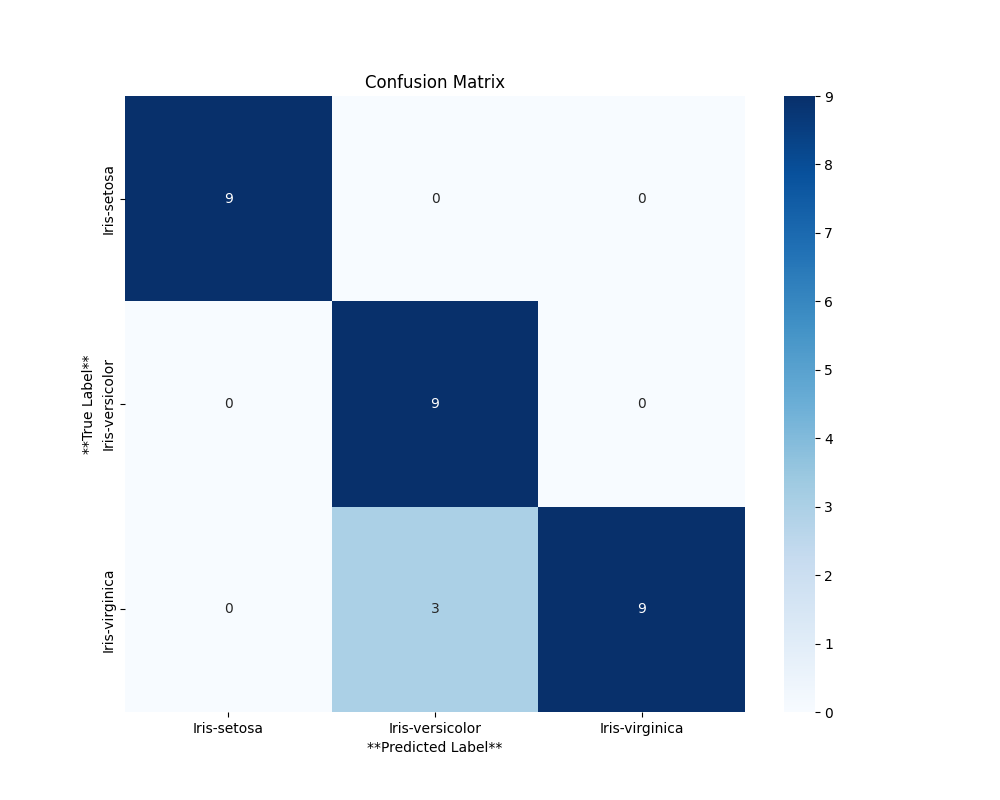 Confusion Matrix
**True Label**
Iris-setosa
Iris-versicolor
Iris-virginica
9 0 0
0 9 0
0 3 9
Iris-setosa Iris-versicolor Iris-virginica
**Predicted Label**
9
8
7
6
5
4
3
2
1
0